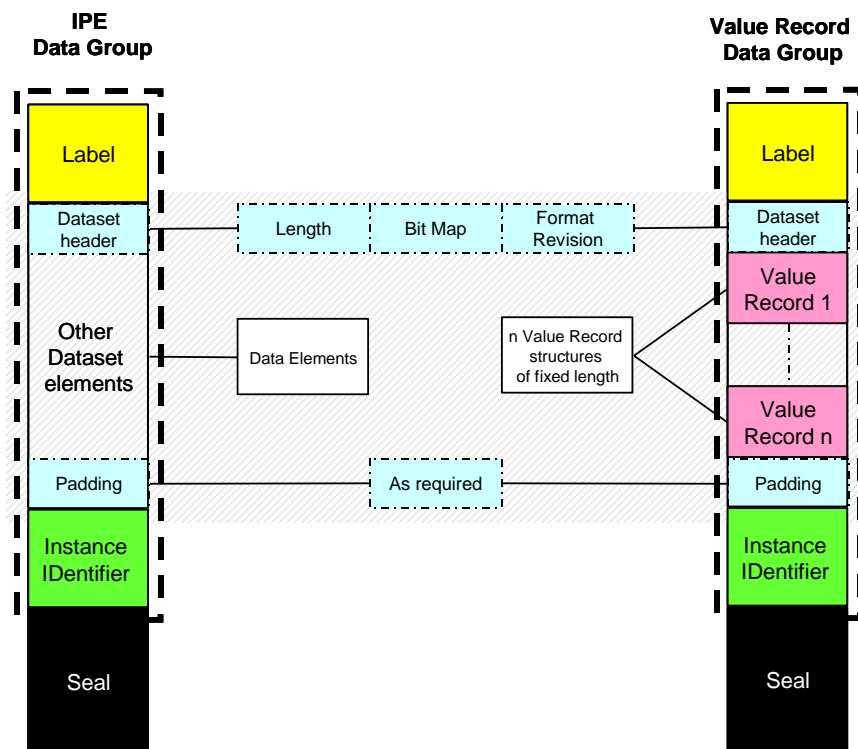 IPE
Data Group
Value Record
Data Group
Label
Label
Dataset
header
Length
Bit Map
Format
Revision
Dataset
header
Value
Record 1
Other
Dataset
elements
Data Elements
n Value Record
structures
of fixed length
Value
Record n
Padding
As required
Padding
Instance
IDentifier
Instance
IDentifier
Seal
Seal